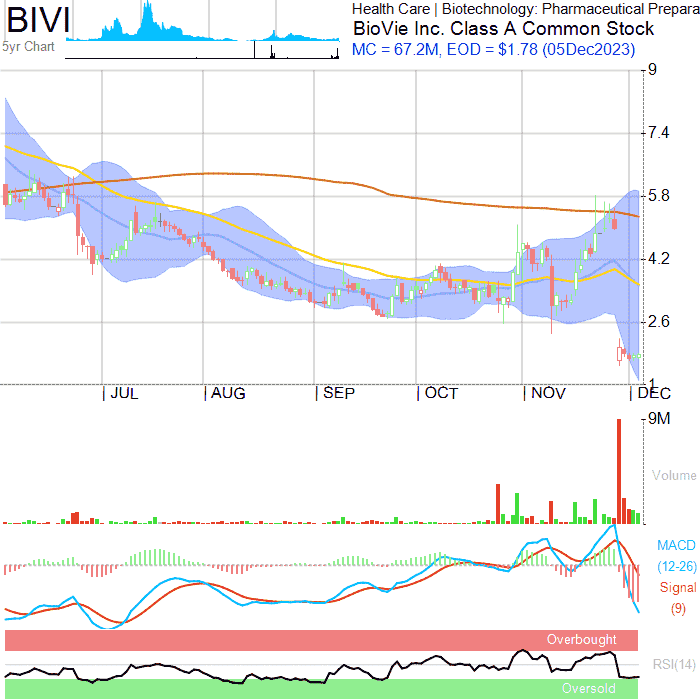 BIVI
5yr Chart
Health Care | Biotechnology: Pharmaceutical Prepara
BioVie Inc. Class A Common Stock
MC = 67.2M, EOD = $1.78 (05Dec2023)
9
7.4
5.8
4.2
2.6
1
| JUL | AUG | SEP | OCT | NOV | DEC
9M
Volume
MACD
(12-26)
Signal
(9)
Overbought
RSI(14)
Oversold